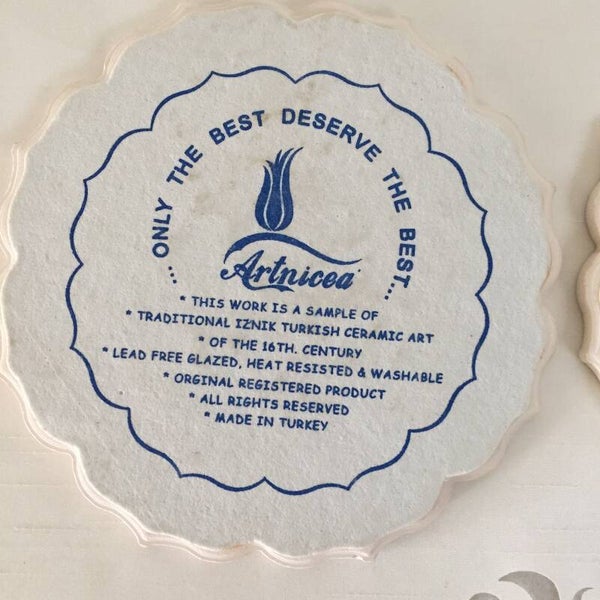 ...ONLY THE BEST DESERVE THE BEST...
Artnicea
* THIS WORK IS A SAMPLE OF
* TRADITIONAL IZNIK TURKISH CERAMIC ART
* OF THE 16TH. CENTURY
* LEAD FREE GLAZED, HEAT RESISTED & WASHABLE
* ORGINAL REGISTERED PRODUCT
* ALL RIGHTS RESERVED
* MADE IN TURKEY